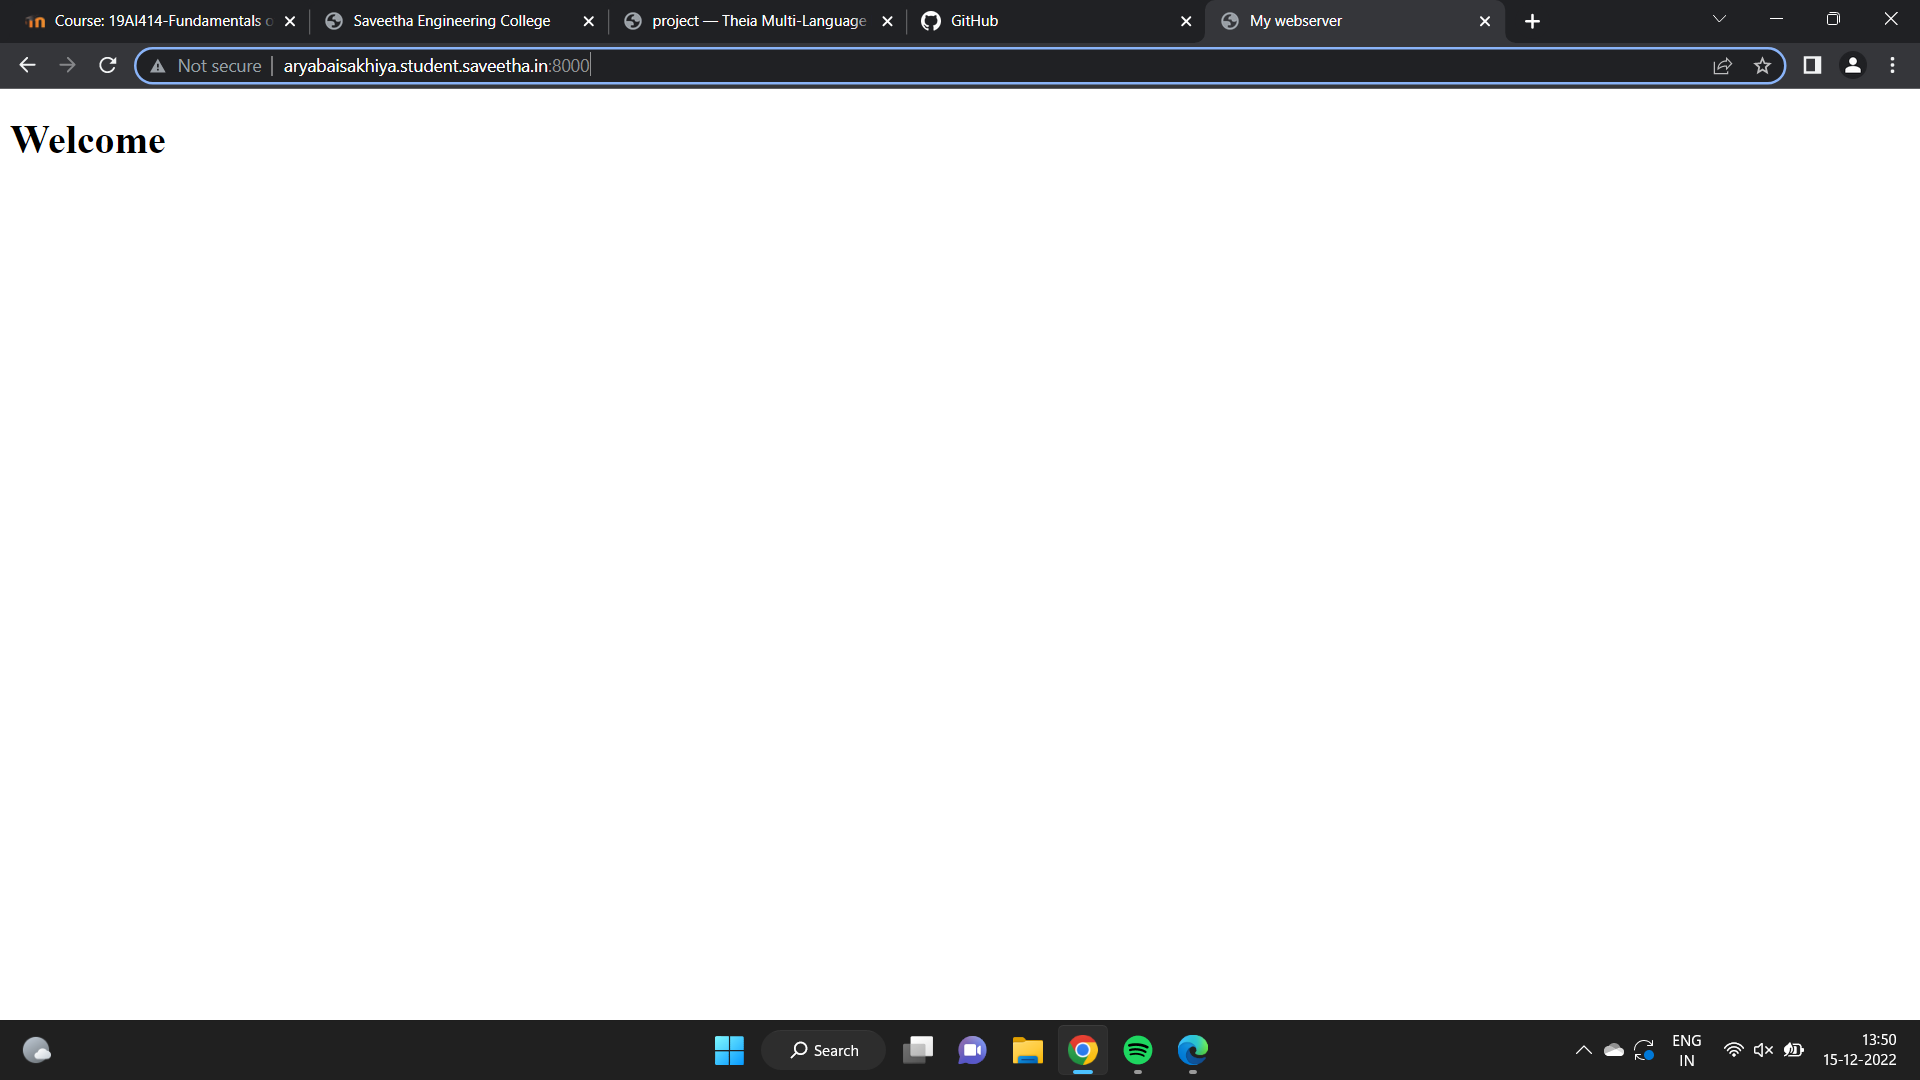 Course: 19AI414-Fundamentals o
Saveetha Engineering College
project — Theia Multi-Language
GitHub
My webserver
Not secure
aryabaisakhiya.student.saveetha.in:8000
Welcome
Search
ENG
IN
13:50
15-12-2022